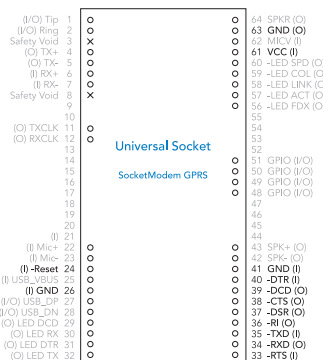 (I/O) Tip 1
(I/O) Ring 2
Safety Void 3
(O) TX+ 4
(O) TX- 5
(I) RX+ 6
(I) RX- 7
Safety Void 8
9
10
(O) TXCLK 11
(O) RXCLK 12
13
14
15
16
17
18
19
20
(I) 21
(I) Mic+ 22
(I) Mic- 23
(I) -Reset 24
(I) USB_VBUS 25
(I) GND 26
(I/O) USB_DP 27
(I/O) USB_DN 28
(O) LED DCD 29
(O) LED RX 30
(O) LED DTR 31
(O) LED TX 32
Universal Socket
SocketModem GPRS
64 SPKR (O)
63 GND (O)
62 MICV (I)
61 VCC (I)
60 -LED SPD (O)
59 -LED COL (O)
58 -LED LINK (O
57 -LED ACT (O)
56 -LED FDX (O)
55
54
53
52
51 GPIO (I/O)
50 GPIO (I/O)
49 GPIO (I/O)
48 GPIO (I/O)
47
46
45
44
43 SPK+ (O)
42 SPK- (O)
41 GND (I)
40 -DTR (I)
39 -DCD (O)
38 -CTS (O)
37 -DSR (O)
36 -RI (O)
35 -TXD (I)
34 -RXD (O)
33 -RTS (I)